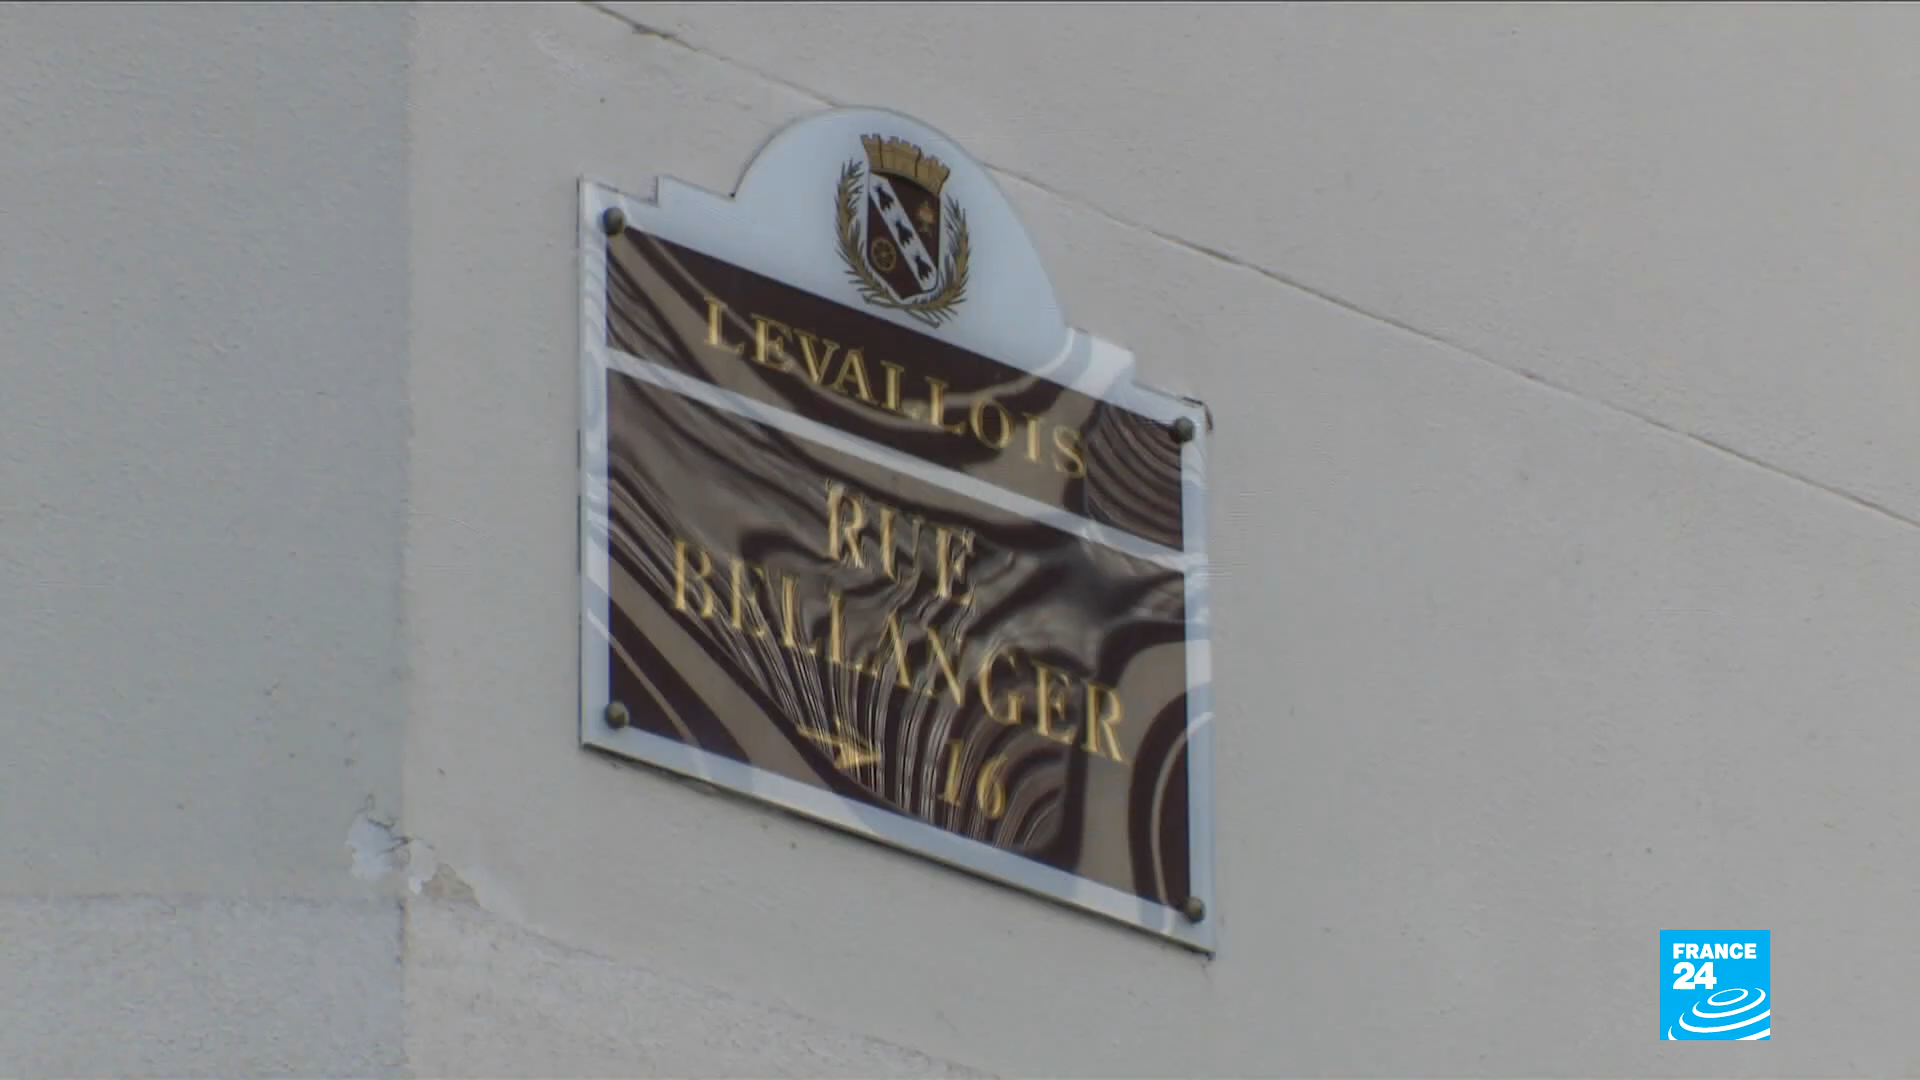 LEVALLOIS
RUE
BELLANGER
→ 16
FRANCE
24